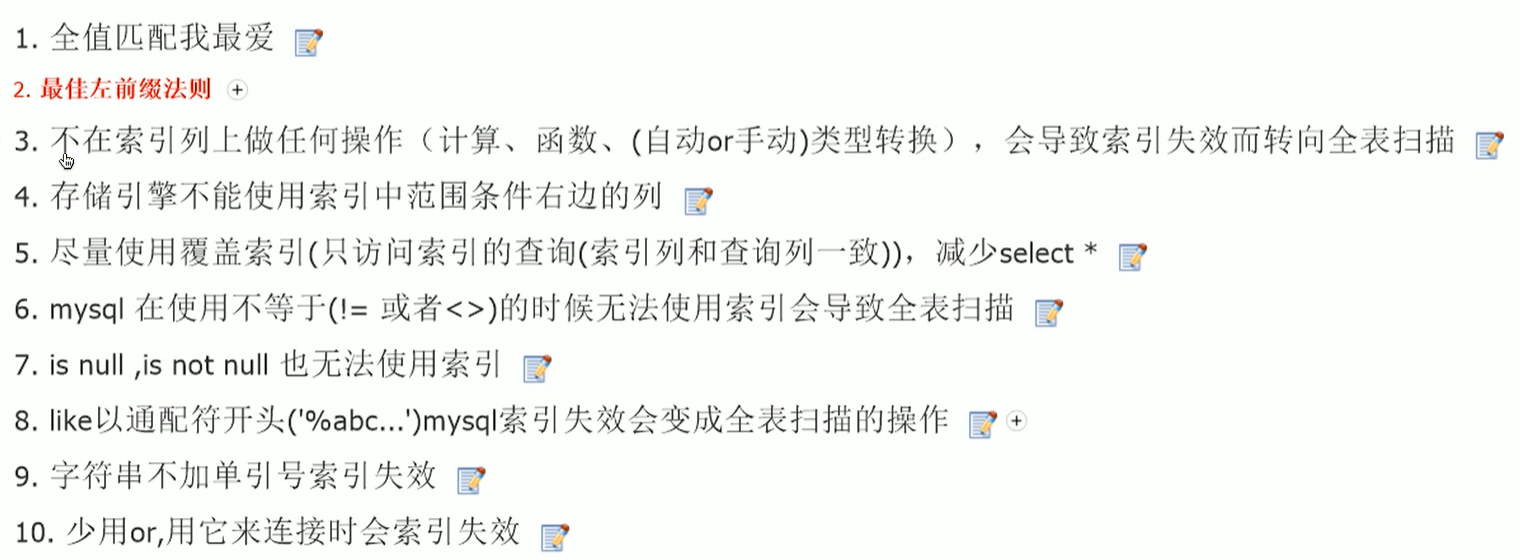 1. 全值匹配我最爱
2. 最佳左前缀法则
3. 不在索引列上做任何操作（计算、函数、(自动or手动)类型转换），会导致索引失效而转向全表扫描
4. 存储引擎不能使用索引中范围条件右边的列
5. 尽量使用覆盖索引(只访问索引的查询(索引列和查询列一致))，减少select *
6. mysql 在使用不等于(!= 或者<>)的时候无法使用索引会导致全表扫描
7. is null ,is not null 也无法使用索引
8. like以通配符开头('%abc...')mysql索引失效会变成全表扫描的操作
9. 字符串不加单引号索引失效
10. 少用or,用它来连接时会索引失效